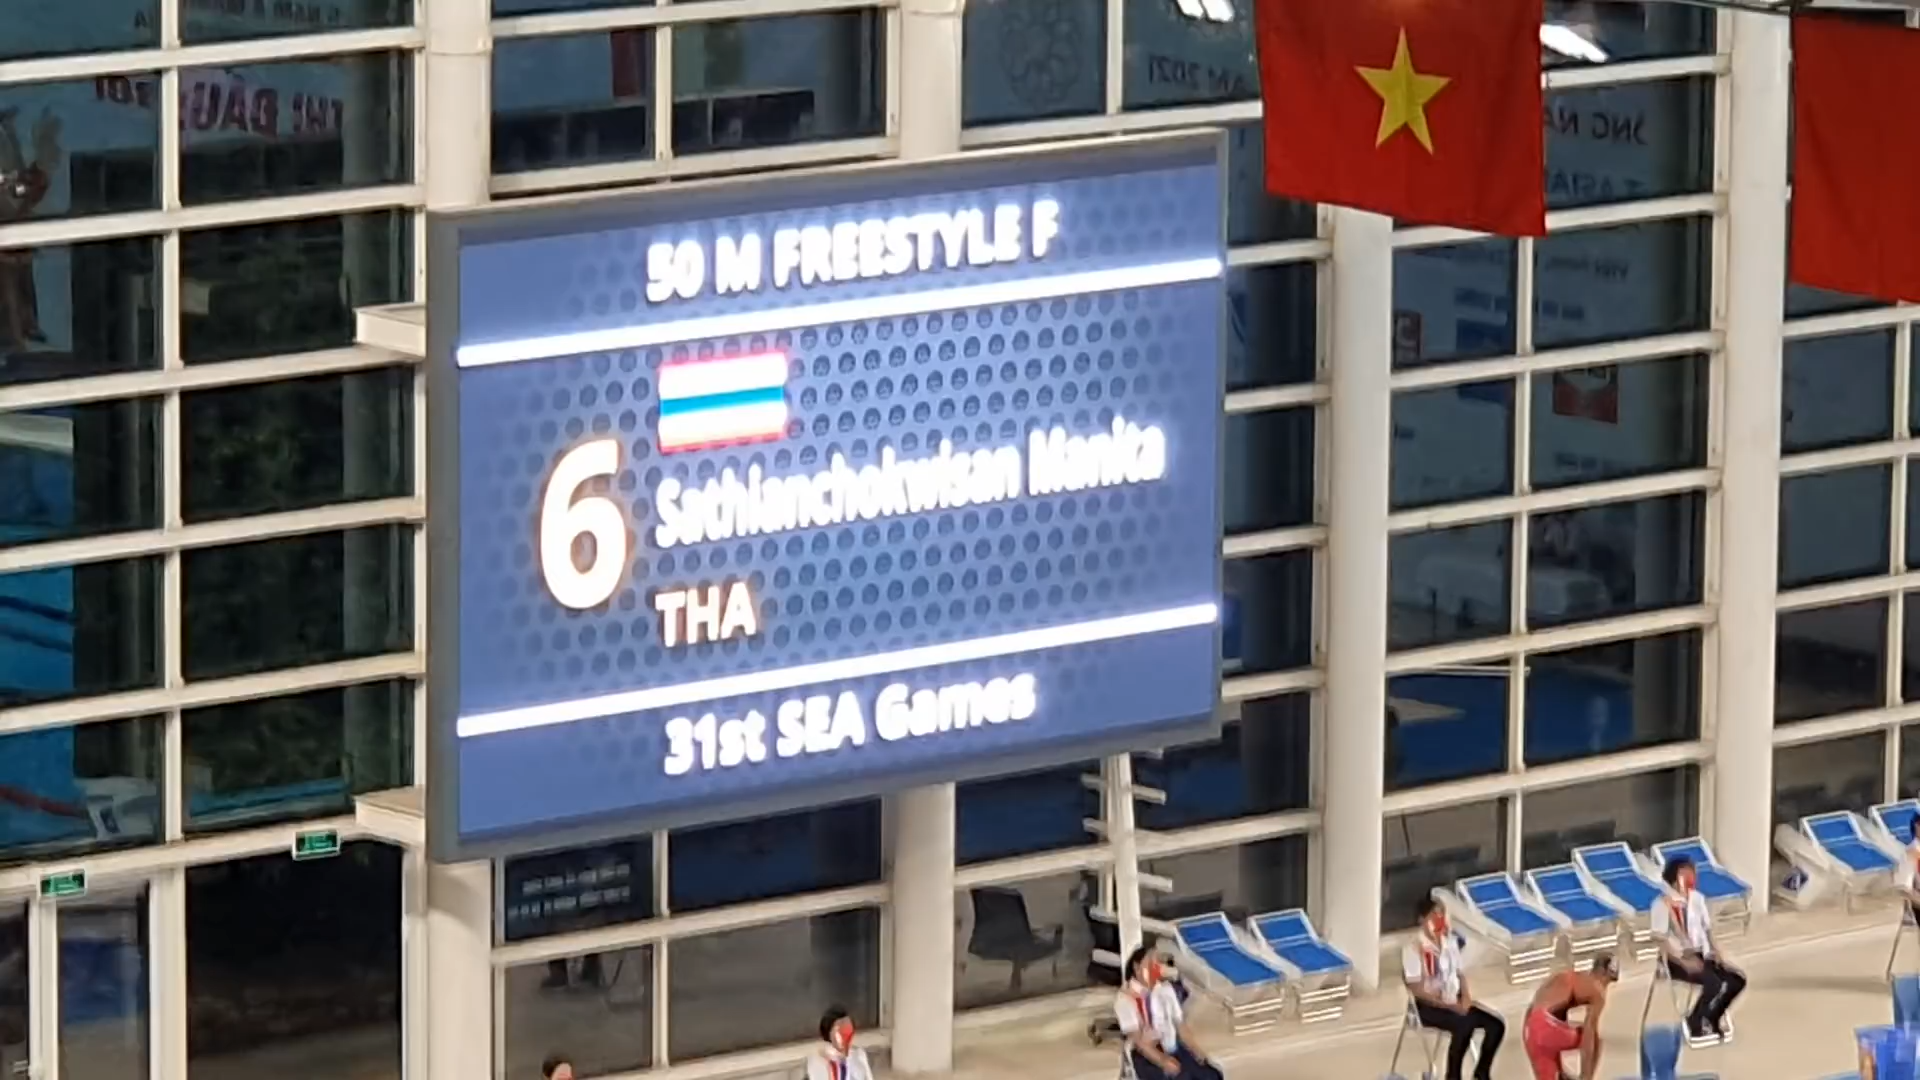 50 M FREESTYLE F
6
Sathianchokwisan Manita
THA
31st SEA Games